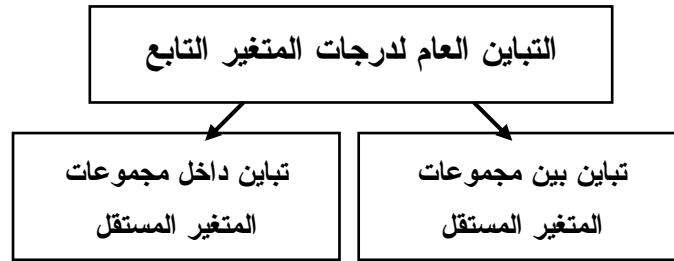 التباين العام لدرجات المتغير التابع
تباين بين مجموعات
المتغير المستقل
تباين داخل مجموعات
المتغير المستقل